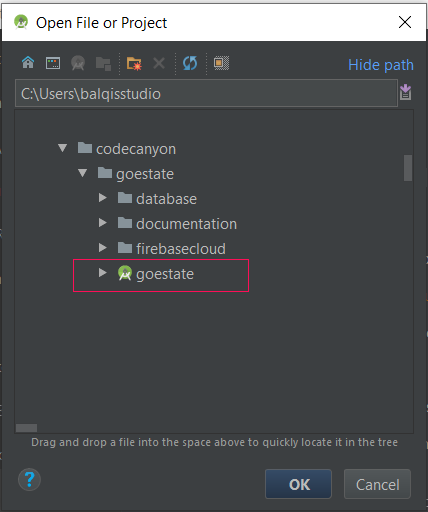 Open File or Project
Hide path
C:\Users\balqisstudio
codecanyon
goestate
database
documentation
firebasecloud
goestate
Drag and drop a file into the space above to quickly locate it in the tree
?
OK
Cancel